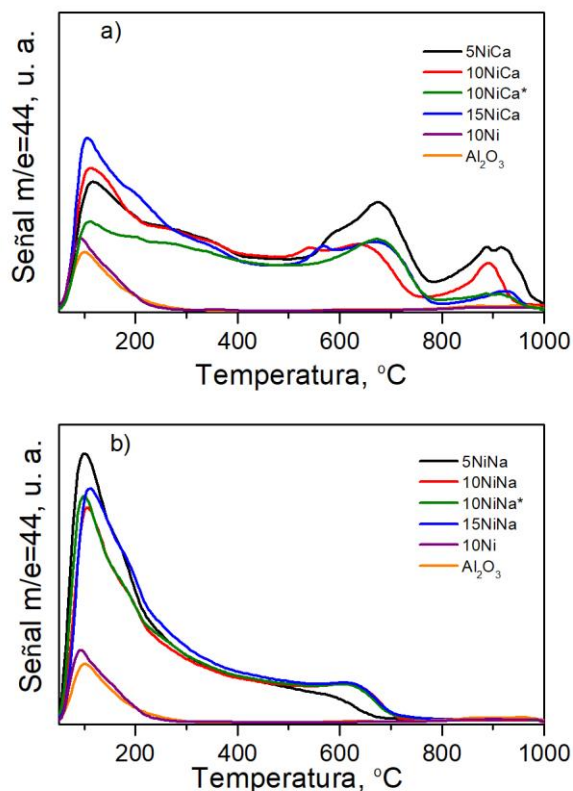 a)
5NiCa
10NiCa
10NiCa*
15NiCa
10Ni
Al₂O₃
Señal m/e=44, u. a.
200 400 600 800 1000
Temperatura, °C
b)
5NiNa
10NiNa
10NiNa*
15NiNa
10Ni
Al₂O₃
Señal m/e=44, u. a.
200 400 600 800 1000
Temperatura, °C